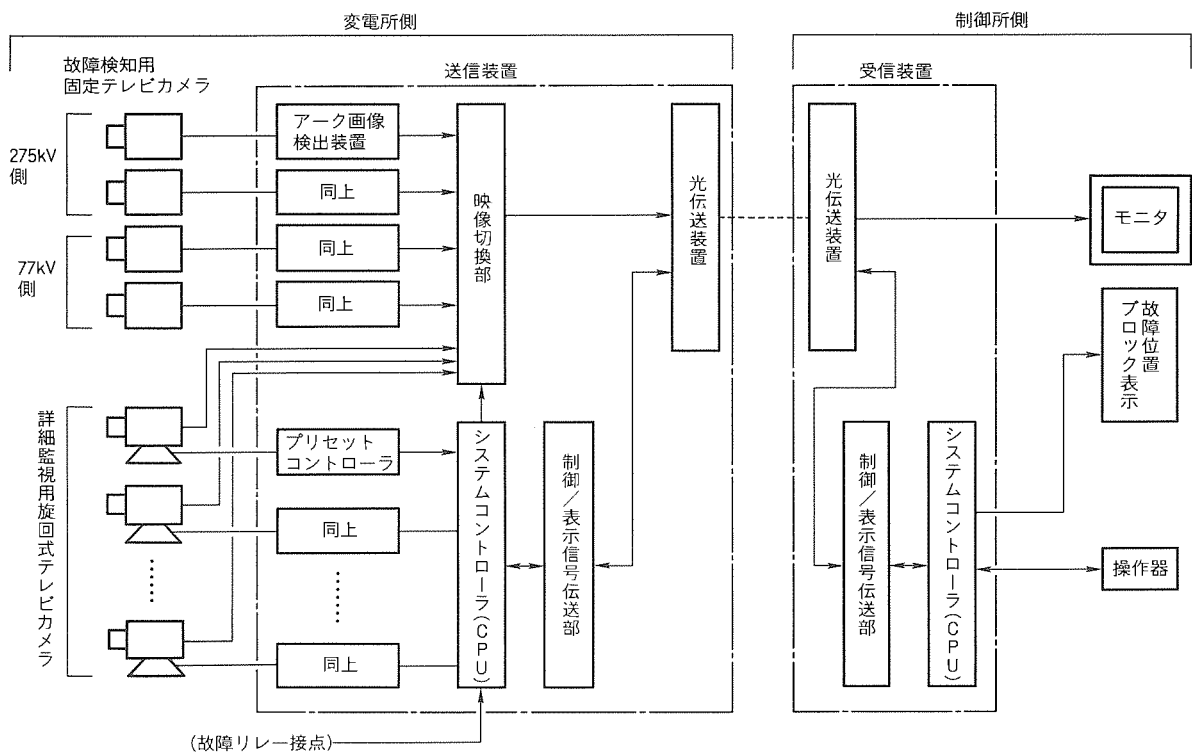 変電所側
制御所側
故障検知用
固定テレビカメラ
送信装置
受信装置
275kV
側
77kV
側
アーク画像
検出装置
同上
同上
同上
映像切換部
光伝送装置
光伝送装置
モニタ
故障位置
ブロック表示
詳細監視用旋回式テレビカメラ
プリセット
コントローラ
同上
同上
システムコントローラ(CPU)
制御/表示信号伝送部
制御/表示信号伝送部
システムコントローラ(CPU)
操作器
(故障リレー接点)